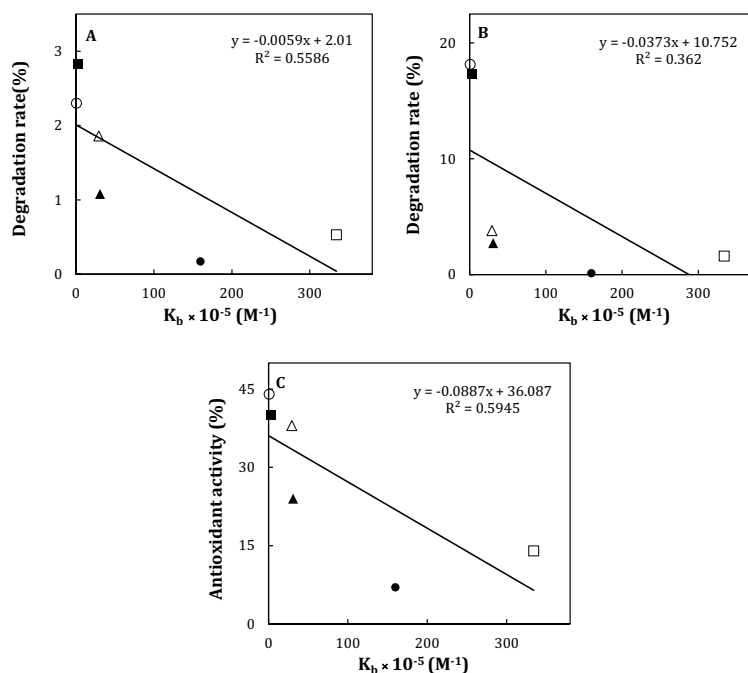 A
y = -0.0059x + 2.01
R² = 0.5586
Degradation rate(%)
3
2
1
0
0
100
200
300
K_b × 10⁻⁵ (M⁻¹)
B
y = -0.0373x + 10.752
R² = 0.362
Degradation rate (%)
20
10
0
0
100
200
300
K_b × 10⁻⁵ (M⁻¹)
C
y = -0.0887x + 36.087
R² = 0.5945
Antioxidant activity (%)
45
30
15
0
0
100
200
300
K_b × 10⁻⁵ (M⁻¹)